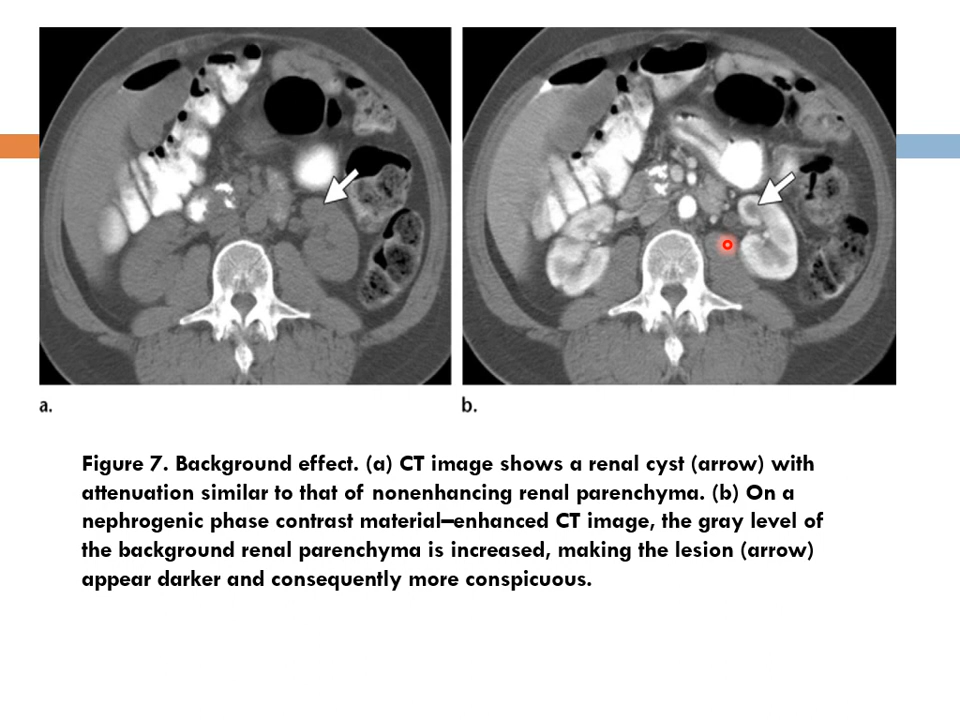 a.
b.
Figure 7. Background effect. (a) CT image shows a renal cyst (arrow) with
attenuation similar to that of nonenhancing renal parenchyma. (b) On a
nephrogenic phase contrast material–enhanced CT image, the gray level of
the background renal parenchyma is increased, making the lesion (arrow)
appear darker and consequently more conspicuous.